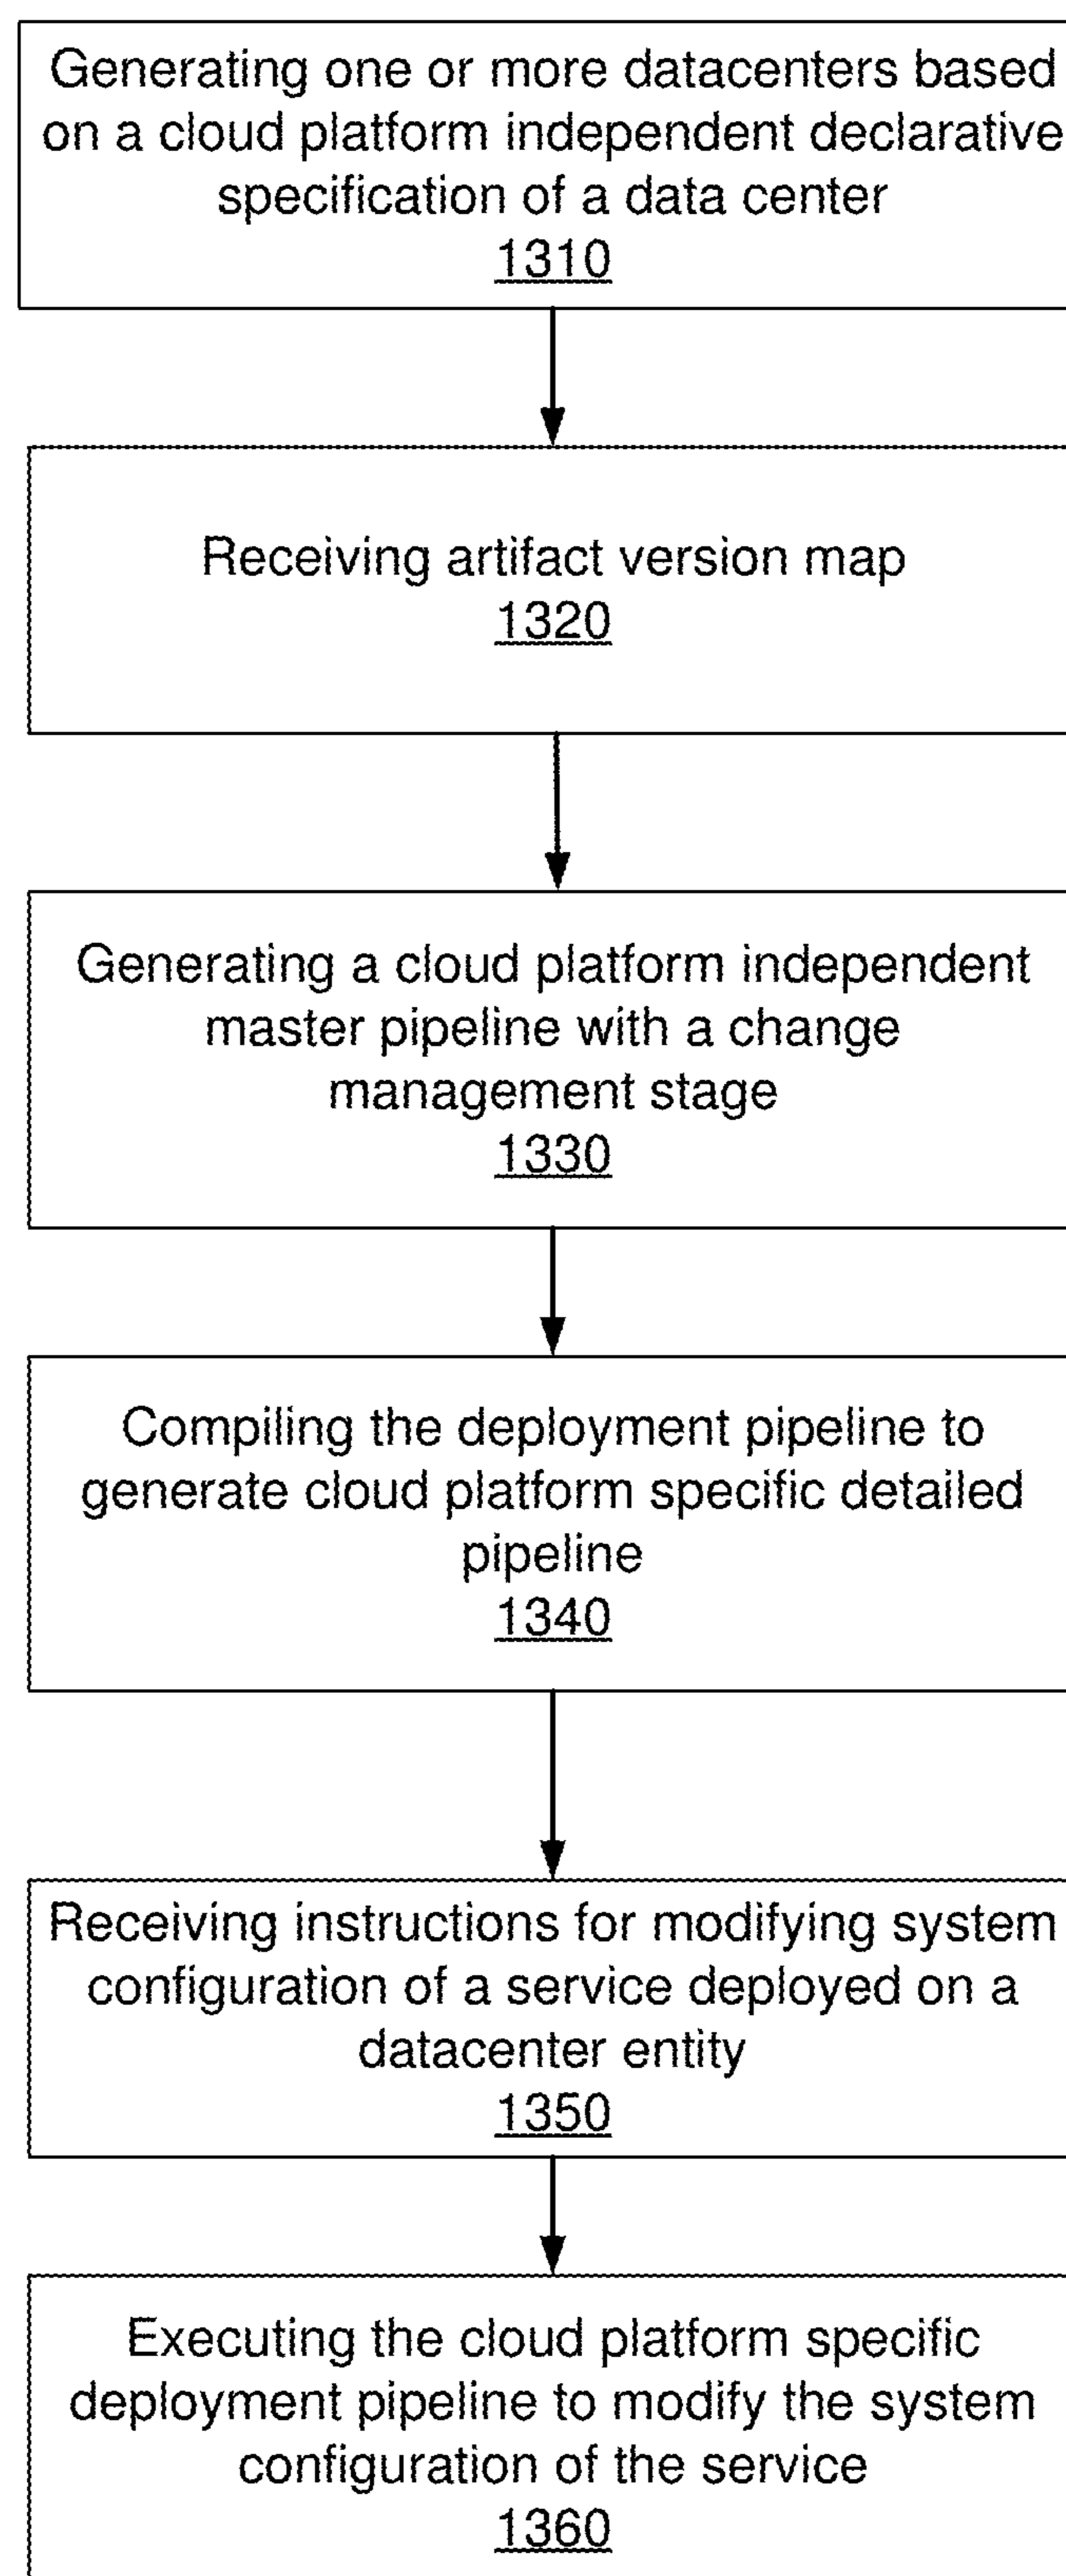 Generating one or more datacenters based
on a cloud platform independent declarative
specification of a data center
1310
Receiving artifact version map
1320
Generating a cloud platform independent
master pipeline with a change
management stage
1330
Compiling the deployment pipeline to
generate cloud platform specific detailed
pipeline
1340
Receiving instructions for modifying system
configuration of a service deployed on a
datacenter entity
1350
Executing the cloud platform specific
deployment pipeline to modify the system
configuration of the service
1360